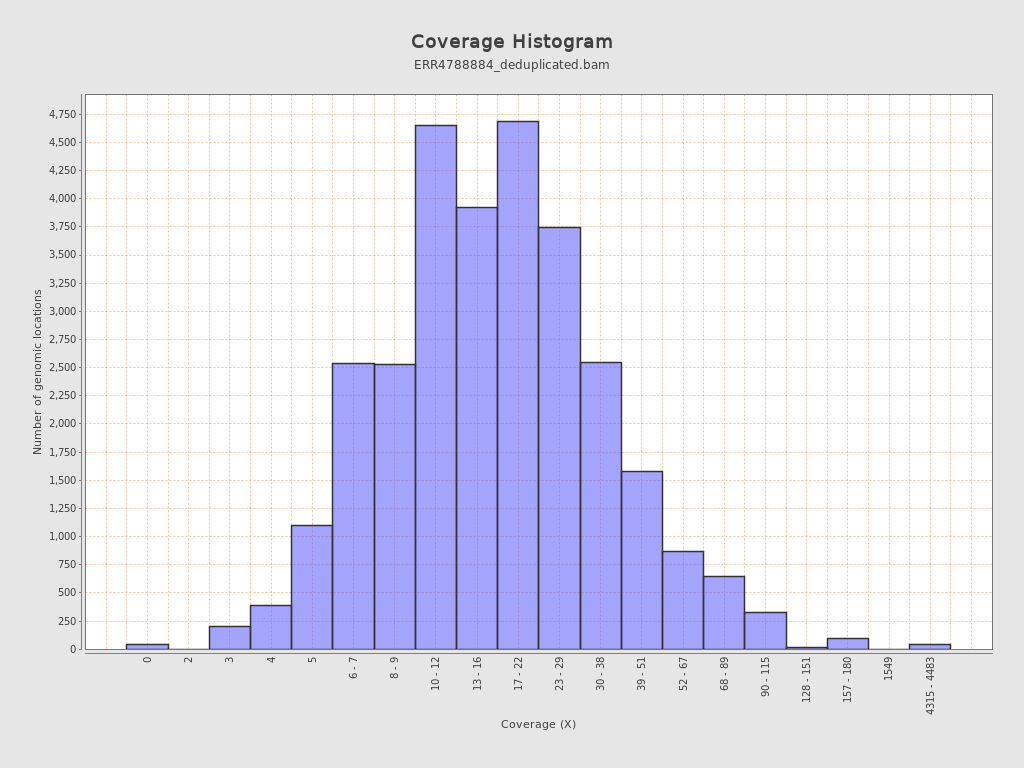 Coverage Histogram
ERR4788884_deduplicated.bam
Number of genomic locations
4,750
4,500
4,250
4,000
3,750
3,500
3,250
3,000
2,750
2,500
2,250
2,000
1,750
1,500
1,250
1,000
750
500
250
0
0
2
3
4
5
6 - 7
8 - 9
10 - 12
13 - 16
17 - 22
23 - 29
30 - 38
39 - 51
52 - 67
68 - 89
90 - 115
128 - 151
157 - 180
1549
4315 - 4483
Coverage (X)